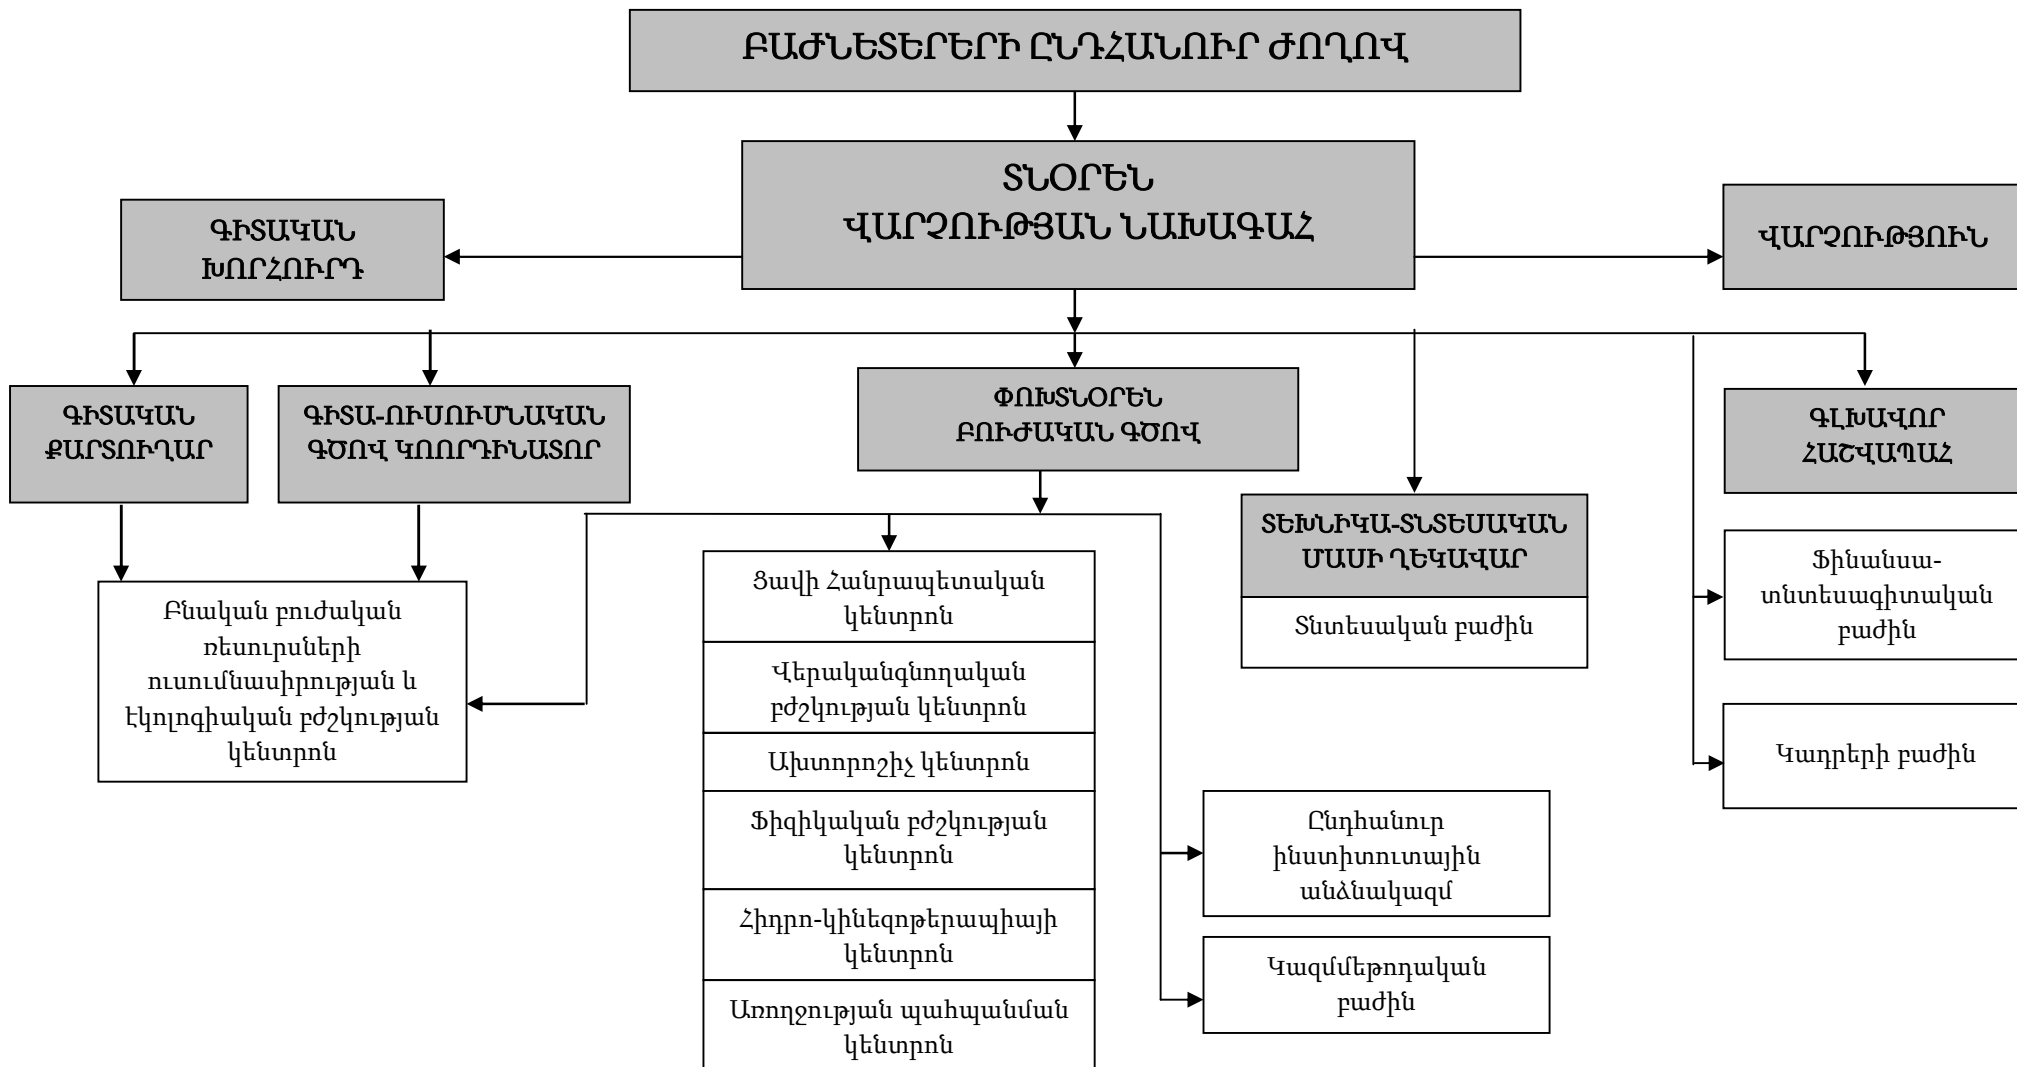 ԲԱԺՆԵՏԵՐԵՐԻ ԸՆԴՀԱՆՈՒՐ ԺՈՂՈՎ
ՏՆՕՐԵՆ
ՎԱՐՉՈՒԹՅԱՆ ՆԱԽԱԳԱՀ
ԳԻՏԱԿԱՆ
ԽՈՐՀՈՒՐԴ
ՎԱՐՉՈՒԹՅՈՒՆ
ԳԻՏԱԿԱՆ
ՔԱՐՏՈՒՂԱՐ
ԳԻՏԱ-ՈՒՍՈՒՄՆԱԿԱՆ
ԳԾՈՎ ԿՈՈՐԴԻՆԱՏՈՐ
ՓՈԽՏՆՕՐԵՆ
ԲՈՒԺԱԿԱՆ ԳԾՈՎ
ՏԵԽՆԻԿԱ-ՏՆՏԵՍԱԿԱՆ
ՄԱՍԻ ՂԵԿԱՎԱՐ
Տնտեսական բաժին
ԳԼԽԱՎՈՐ
ՀԱՇՎԱՊԱՀ
Ֆինանսա-
տնտեսագիտական
բաժին
Կադրերի բաժին
Բնական բուժական
ռեսուրսների
ուսումնասիրության և
էկոլոգիական բժշկության
կենտրոն
Ցավի Հանրապետական
կենտրոն
Վերականգնողական
բժշկության կենտրոն
Ախտորոշիչ կենտրոն
Ֆիզիկական բժշկության
կենտրոն
Հիդրո-կինեզոթերապիայի
կենտրոն
Առողջության պահպանման
կենտրոն
Ընդհանուր
ինստիտուտային
անձնակազմ
Կազմմեթոդական
բաժին